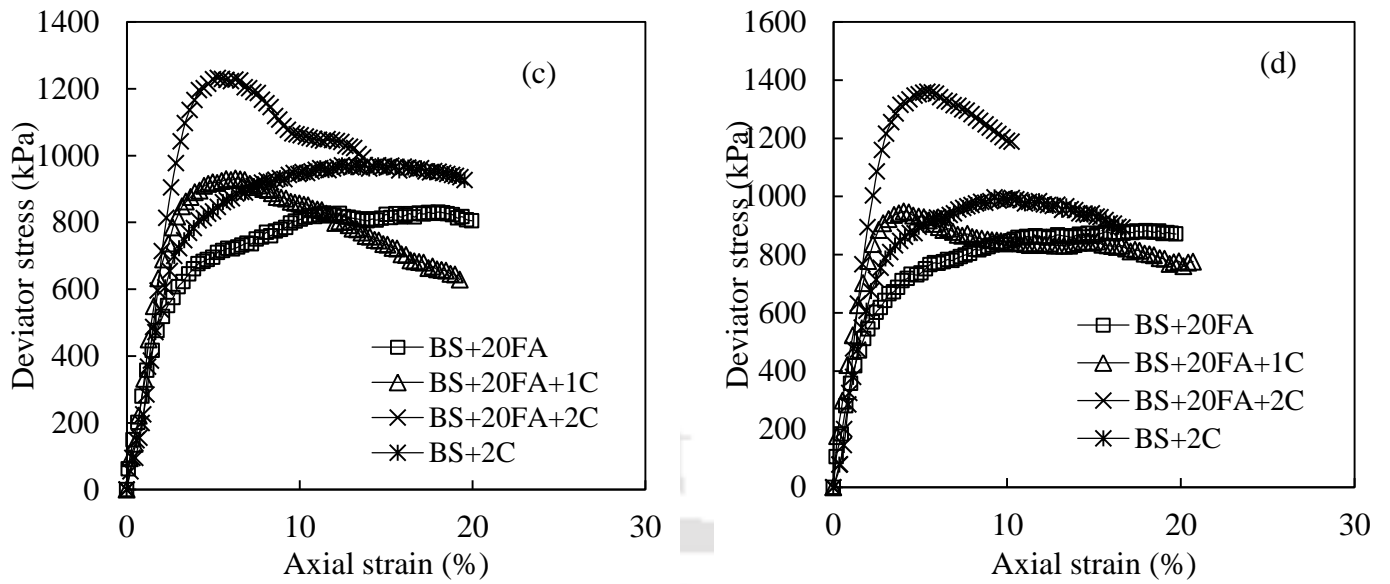 1400
1200
1000
800
600
400
200
0
Deviator stress (kPa)
(c)
BS+20FA
BS+20FA+1C
BS+20FA+2C
BS+2C
0
10
20
30
Axial strain (%)
1600
1400
1200
1000
800
600
400
200
0
Deviator stress (kPa)
(d)
BS+20FA
BS+20FA+1C
BS+20FA+2C
BS+2C
0
10
20
30
Axial strain (%)